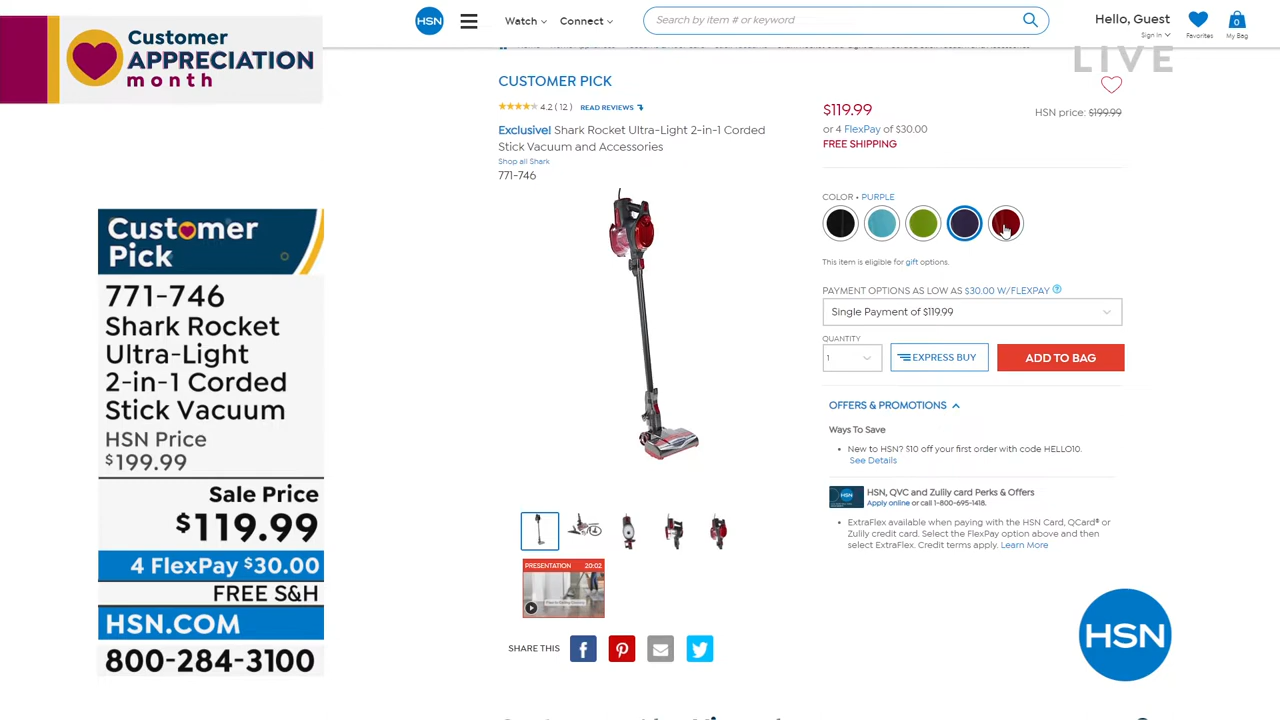 Customer
APPRECIATION
month
HSN
Watch
Connect
Search by item # or keyword
Hello, Guest
Sign In
Favorites
0
My Bag
LIVE
Customer
Pick
771-746
Shark Rocket
Ultra-Light
2-in-1 Corded
Stick Vacuum
HSN Price
$199.99
Sale Price
$119.99
4 FlexPay $30.00
FREE S&H
HSN.COM
800-284-3100
CUSTOMER PICK
4.2 (12) READ REVIEWS
Exclusive! Shark Rocket Ultra-Light 2-in-1 Corded
Stick Vacuum and Accessories
Shop all Shark
771-746
PRESENTATION 20:02
SHARE THIS
$119.99
HSN price: $199.99
or 4 FlexPay of $30.00
FREE SHIPPING
COLOR • PURPLE
This item is eligible for gift options.
PAYMENT OPTIONS AS LOW AS $30.00 W/FLEXPAY ?
Single Payment of $119.99
QUANTITY
1
EXPRESS BUY
ADD TO BAG
OFFERS & PROMOTIONS
Ways To Save
• New to HSN? $10 off your first order with code HELLO10.
See Details
HSN
HSN, QVC and Zulily card Perks & Offers
Apply online or call 1-800-695-1418.
• ExtraFlex available when paying with the HSN Card, QCard® or
Zulily credit card. Select the FlexPay option above and then
select ExtraFlex. Credit terms apply. Learn More
HSN